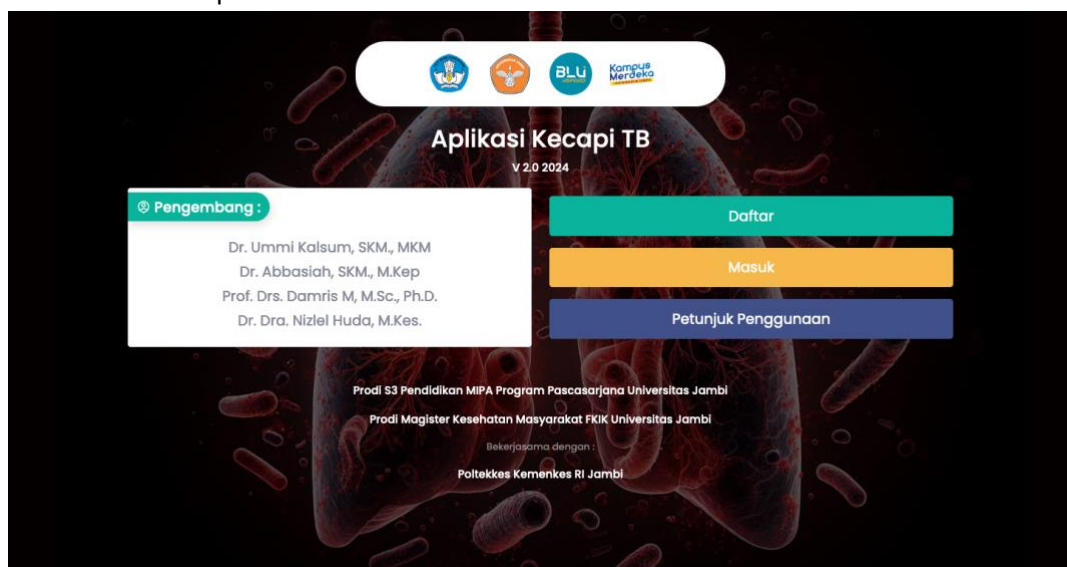 BLU
Kampus
Merdeka
Aplikasi Kecapi TB
V 2.0 2024
Pengembang :
Dr. Ummi Kalsum, SKM., MKM
Dr. Abbasiah, SKM., M.Kep
Prof. Drs. Damris M, M.Sc., Ph.D.
Dr. Dra. Nizlel Huda, M.Kes.
Daftar
Masuk
Petunjuk Penggunaan
Prodi S3 Pendidikan MIPA Program Pascasarjana Universitas Jambi
Prodi Magister Kesehatan Masyarakat FKIK Universitas Jambi
Bekerjasama dengan :
Poltekkes Kemenkes RI Jambi